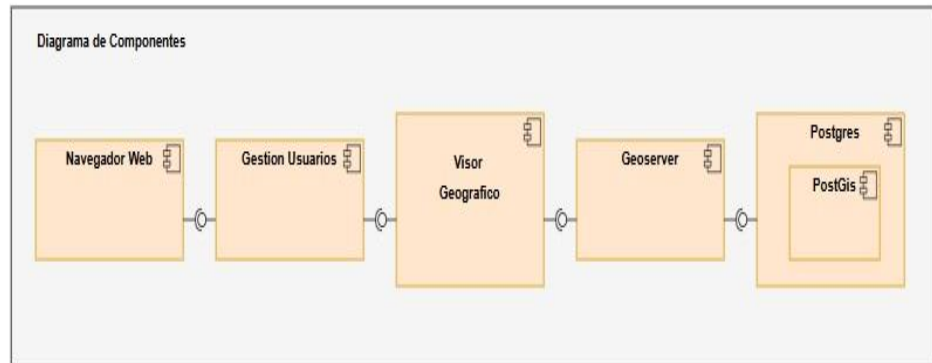 Diagrama de Componentes
Navegador Web
Gestion Usuarios
Visor
Geografico
Geoserver
Postgres
PostGis